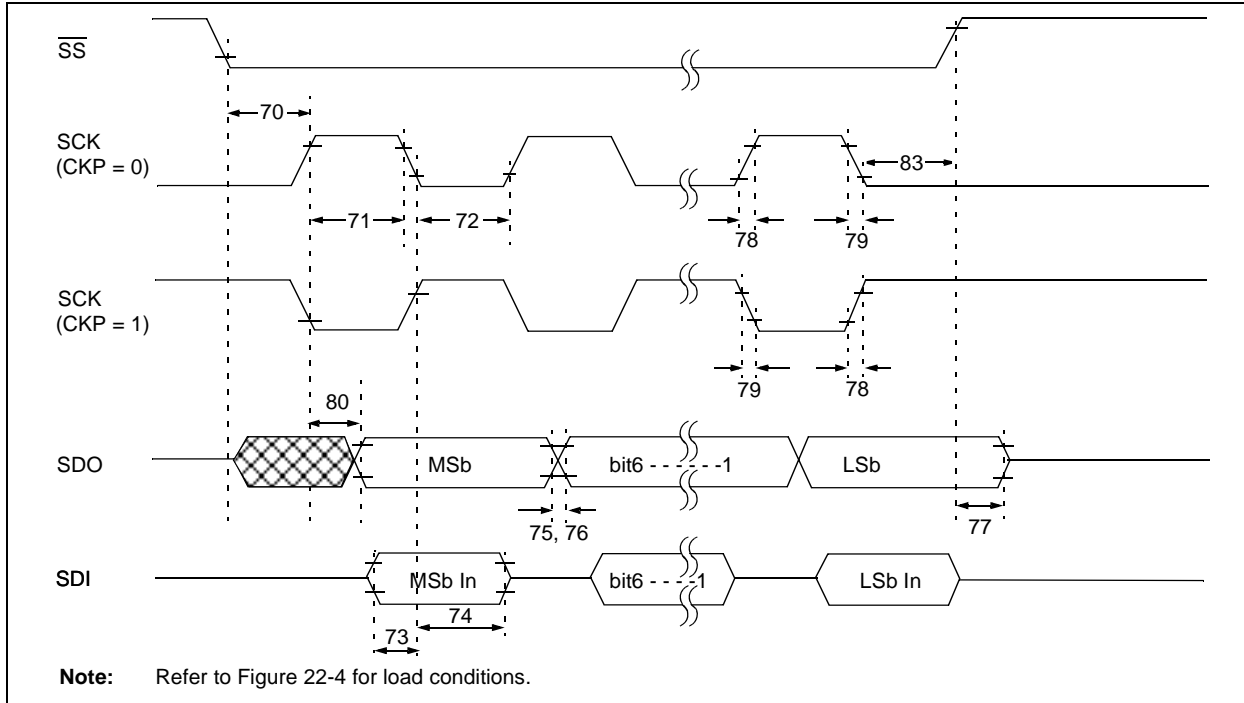 SS
70
SCK
(CKP = 0)
83
71
72
78
79
SCK
(CKP = 1)
79
78
80
SDO
MSb
bit6 - - - - - -1
LSb
75, 76
77
SDI
MSb In
bit6 - - - -1
LSb In
74
73
Note: Refer to Figure 22-4 for load conditions.